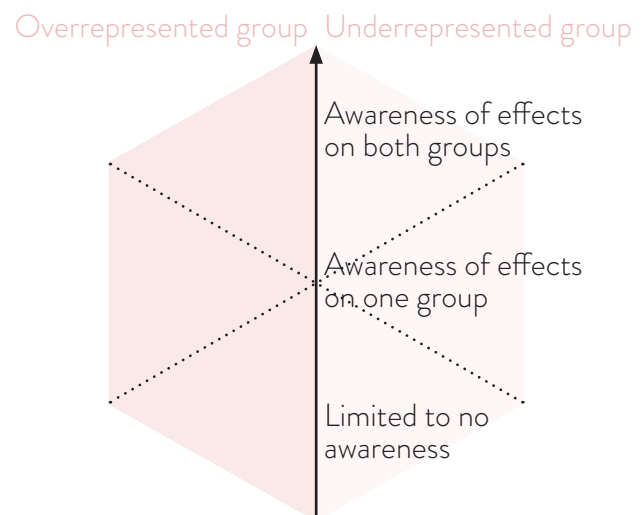 Overrepresented group Underrepresented group
Awareness of effects
on both groups
Awareness of effects
on one group
Limited to no
awareness